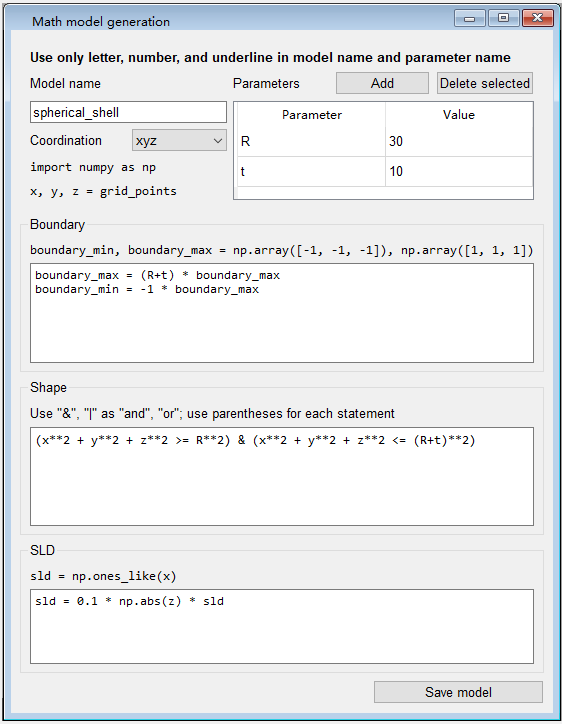 Math model generation
Use only letter, number, and underline in model name and parameter name
Model name
Parameters
Add
Delete selected
spherical_shell
Parameter
Value
Coordination
xyz
R
30
import numpy as np
t
10
x, y, z = grid_points
Boundary
boundary_min, boundary_max = np.array([-1, -1, -1]), np.array([1, 1, 1])
boundary_max = (R+t) * boundary_max
boundary_min = -1 * boundary_max
Shape
Use "&", "|" as "and", "or"; use parentheses for each statement
(x**2 + y**2 + z**2 >= R**2) & (x**2 + y**2 + z**2 <= (R+t)**2)
SLD
sld = np.ones_like(x)
sld = 0.1 * np.abs(z) * sld
Save model